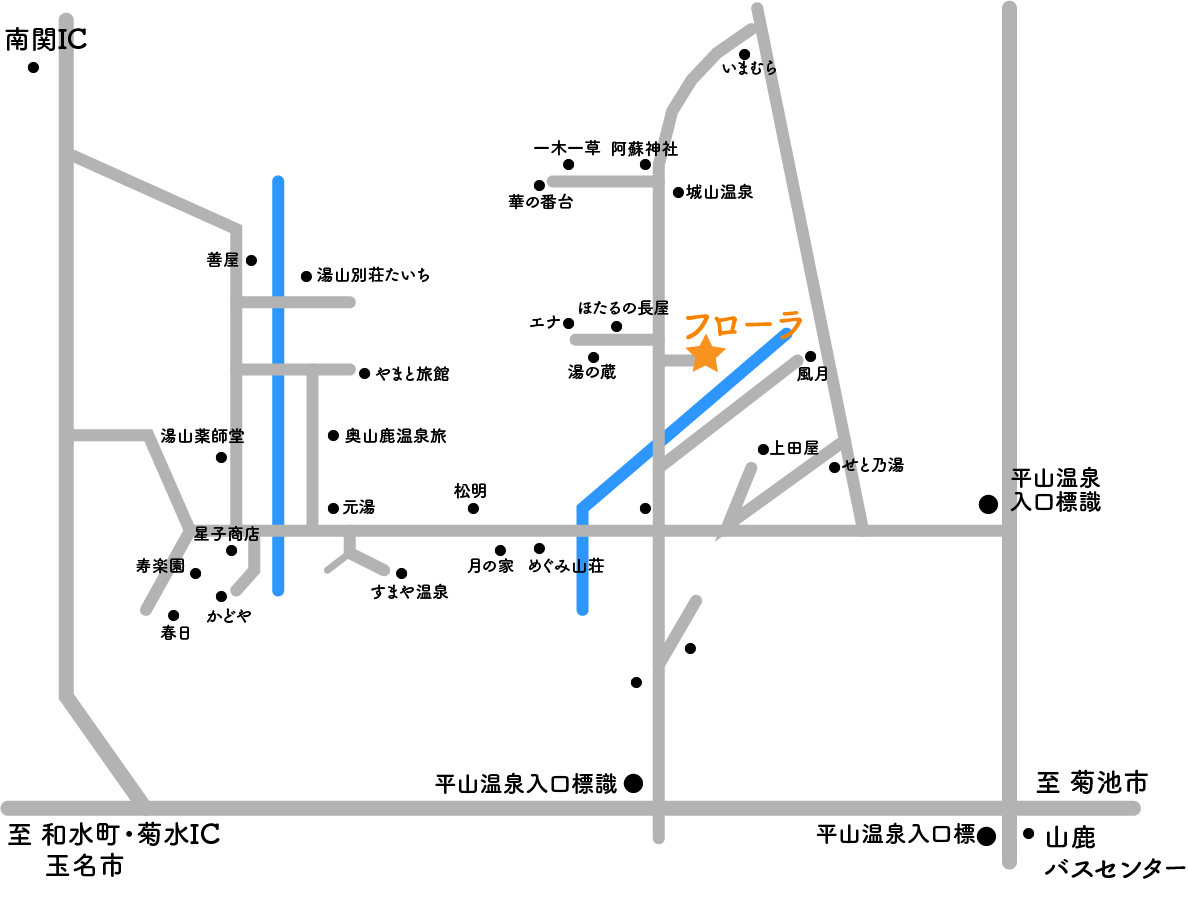 南関IC
いまむら
一木一草
阿蘇神社
華の番台
城山温泉
善屋
湯山別荘たいち
ほたるの長屋
エナ
フローラ
湯の蔵
風月
やまと旅館
湯山薬師堂
奥山鹿温泉旅
上田屋
せと乃湯
平山温泉
入口標識
松明
元湯
星子商店
寿楽園
月の家
めぐみ山荘
すまや温泉
かどや
春日
平山温泉入口標識
至 菊池市
至 和水町・菊水IC
玉名市
平山温泉入口標
山鹿
バスセンター